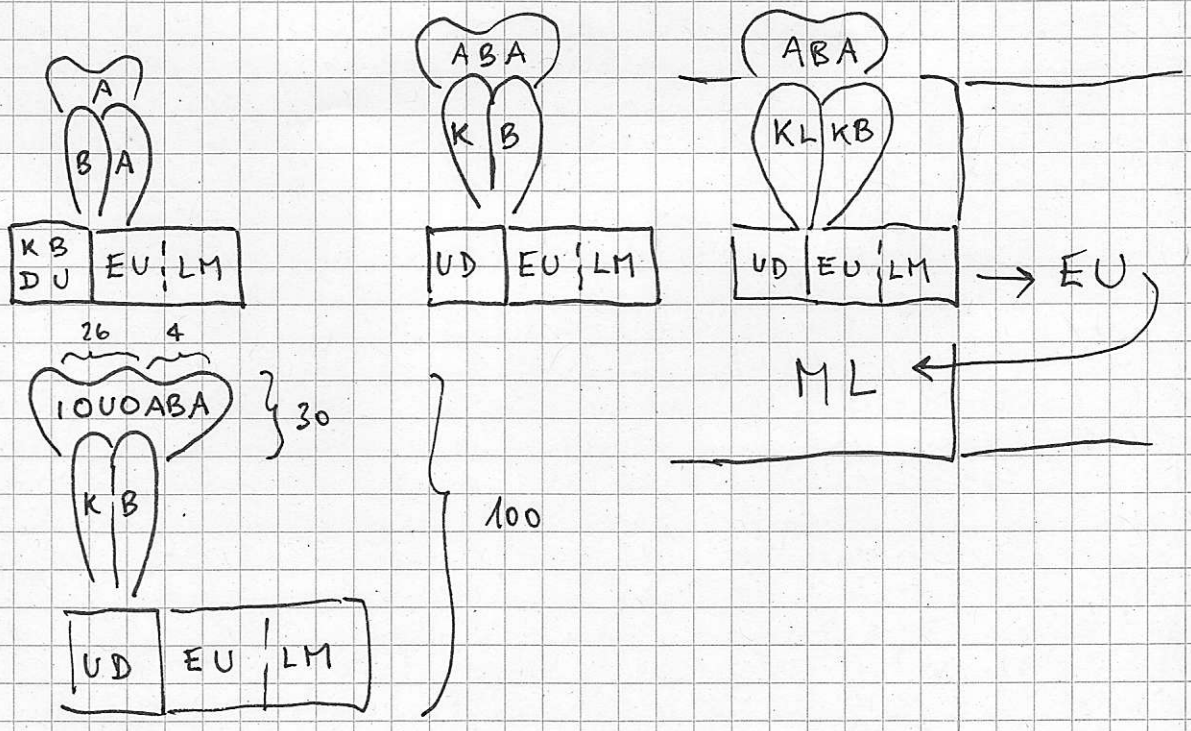 A
B A
K B
D U
EU LM
ABA
K B
UD EU LM
ABA
KL KB
UD EU LM → EU
ML
26 4
IOUOABA 30
K B
UD EU LM
100